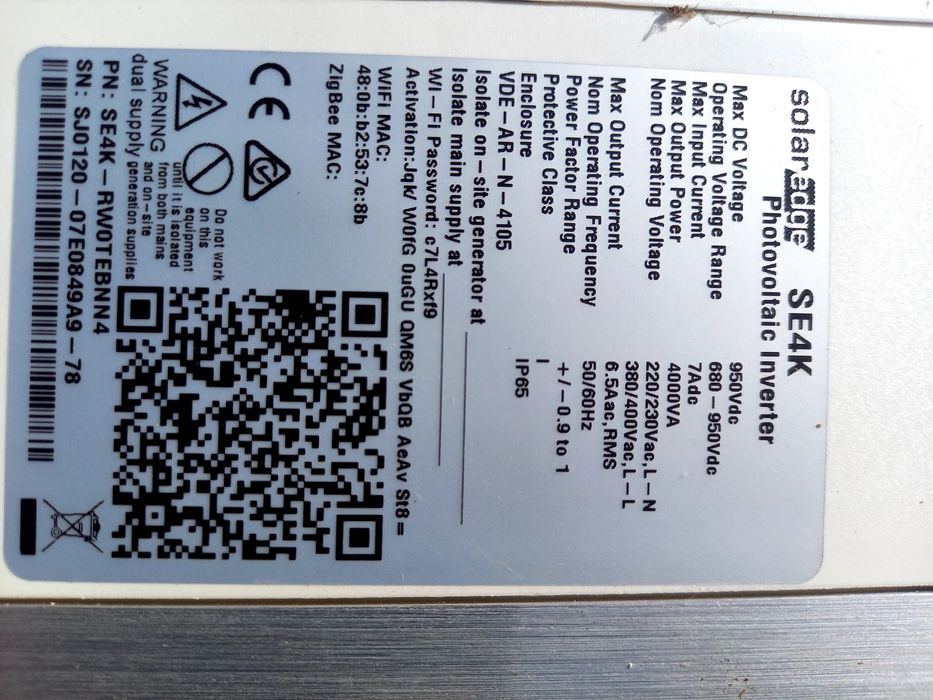 solaredge SE4K
Photovoltaic Inverter
Max DC Voltage 950Vdc
Operating Voltage Range 680-950Vdc
Max Input Current 7Adc
Max Output Power 4000VA
Nom Operating Voltage 220/230Vac,L-N
380/400Vac,L-L
Max Output Current 6.5Aac,RMS
Nom Operating Frequency 50/60Hz
Power Factor Range +/-0.9 to 1
Protective Class I
Enclosure IP65
VDE-AR-N-4105
Isolate on-site generator at
Isolate main supply at
Wi-Fi Password: c7L4Rxf9
Activation:Jqk/ W0fG 0uGU QM6S VbQB AeAv St8=
WIFI MAC:
48:0b:b2:53:7c:8b
ZigBee MAC:
CE
Do not work
on this
equipment
until it is isolated
WARNING from both mains
and on-site
dual supply generation supplies
PN: SE4K-RW0TEBNN4
SN: SJ0120-07E0849A9-78